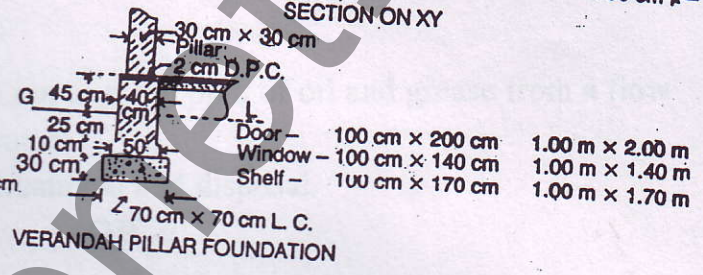 SECTION ON XY
30 cm × 30 cm
Pillar
2 cm D.P.C.
G 45 cm 40 cm
25 cm
10 cm 50
30 cm
70 cm × 70 cm L. C.
Door – 100 cm × 200 cm 1.00 m × 2.00 m
Window – 100 cm × 140 cm 1.00 m × 1.40 m
Shelf – 100 cm × 170 cm 1.00 m × 1.70 m
VERANDAH PILLAR FOUNDATION